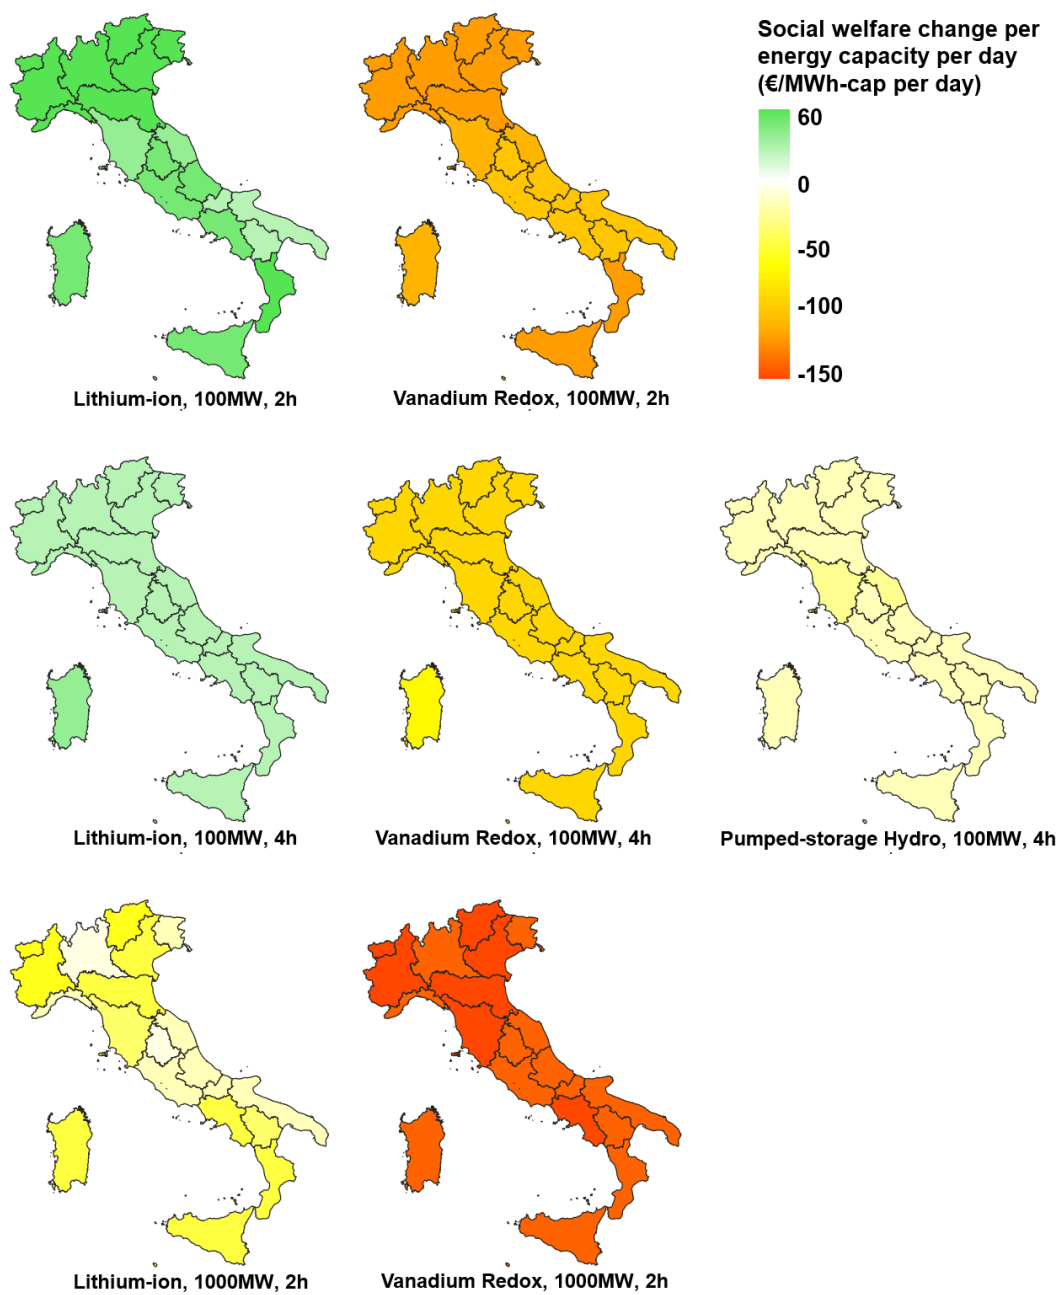 Social welfare change per
energy capacity per day
(€/MWh-cap per day)
60
0
-50
-100
-150
Lithium-ion, 100MW, 2h
Vanadium Redox, 100MW, 2h
Lithium-ion, 100MW, 4h
Vanadium Redox, 100MW, 4h
Pumped-storage Hydro, 100MW, 4h
Lithium-ion, 1000MW, 2h
Vanadium Redox, 1000MW, 2h